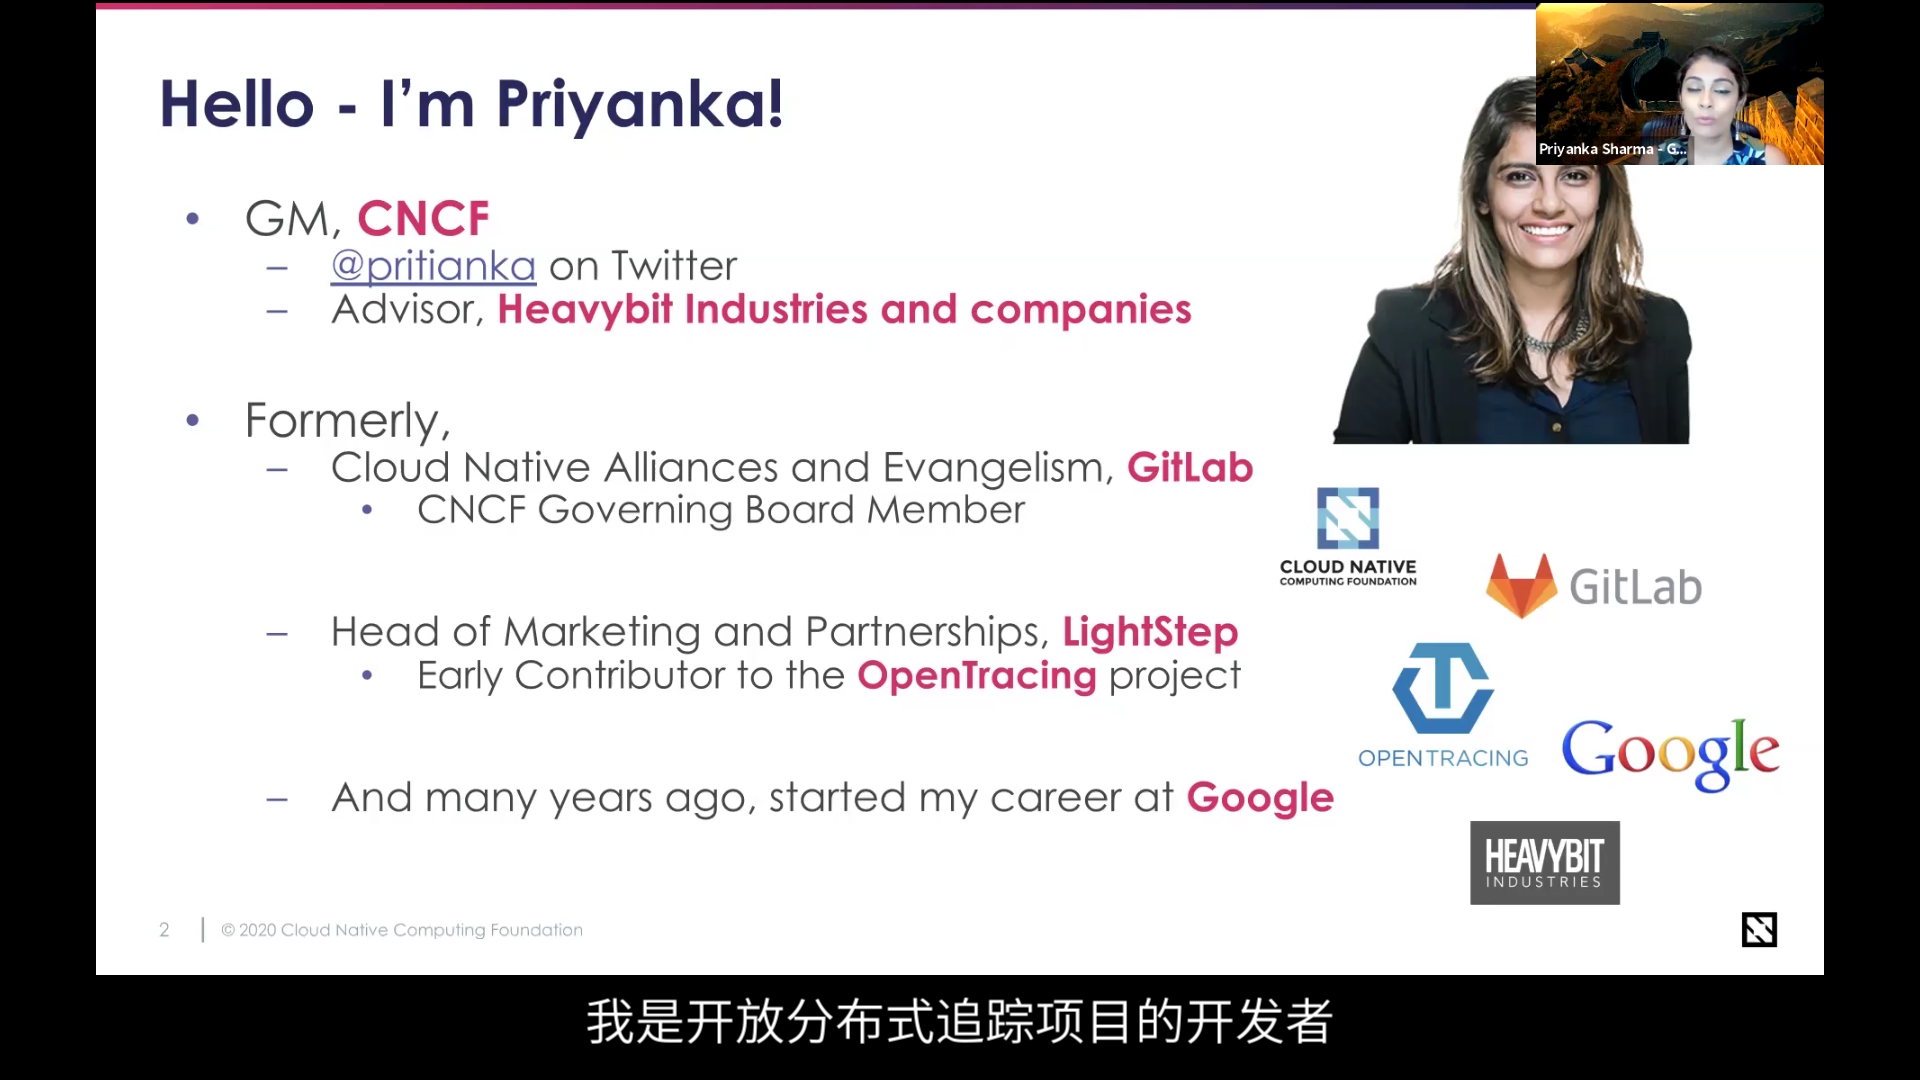 Hello - I'm Priyanka!
Priyanka Sharma - G...
• GM, CNCF
– @pritianka on Twitter
– Advisor, Heavybit Industries and companies
• Formerly,
– Cloud Native Alliances and Evangelism, GitLab
• CNCF Governing Board Member
CLOUD NATIVE
COMPUTING FOUNDATION
GitLab
– Head of Marketing and Partnerships, LightStep
• Early Contributor to the OpenTracing project
OPENTRACING
Google
– And many years ago, started my career at Google
HEAVYBIT
INDUSTRIES
2 | © 2020 Cloud Native Computing Foundation
我是开放分布式追踪项目的开发者